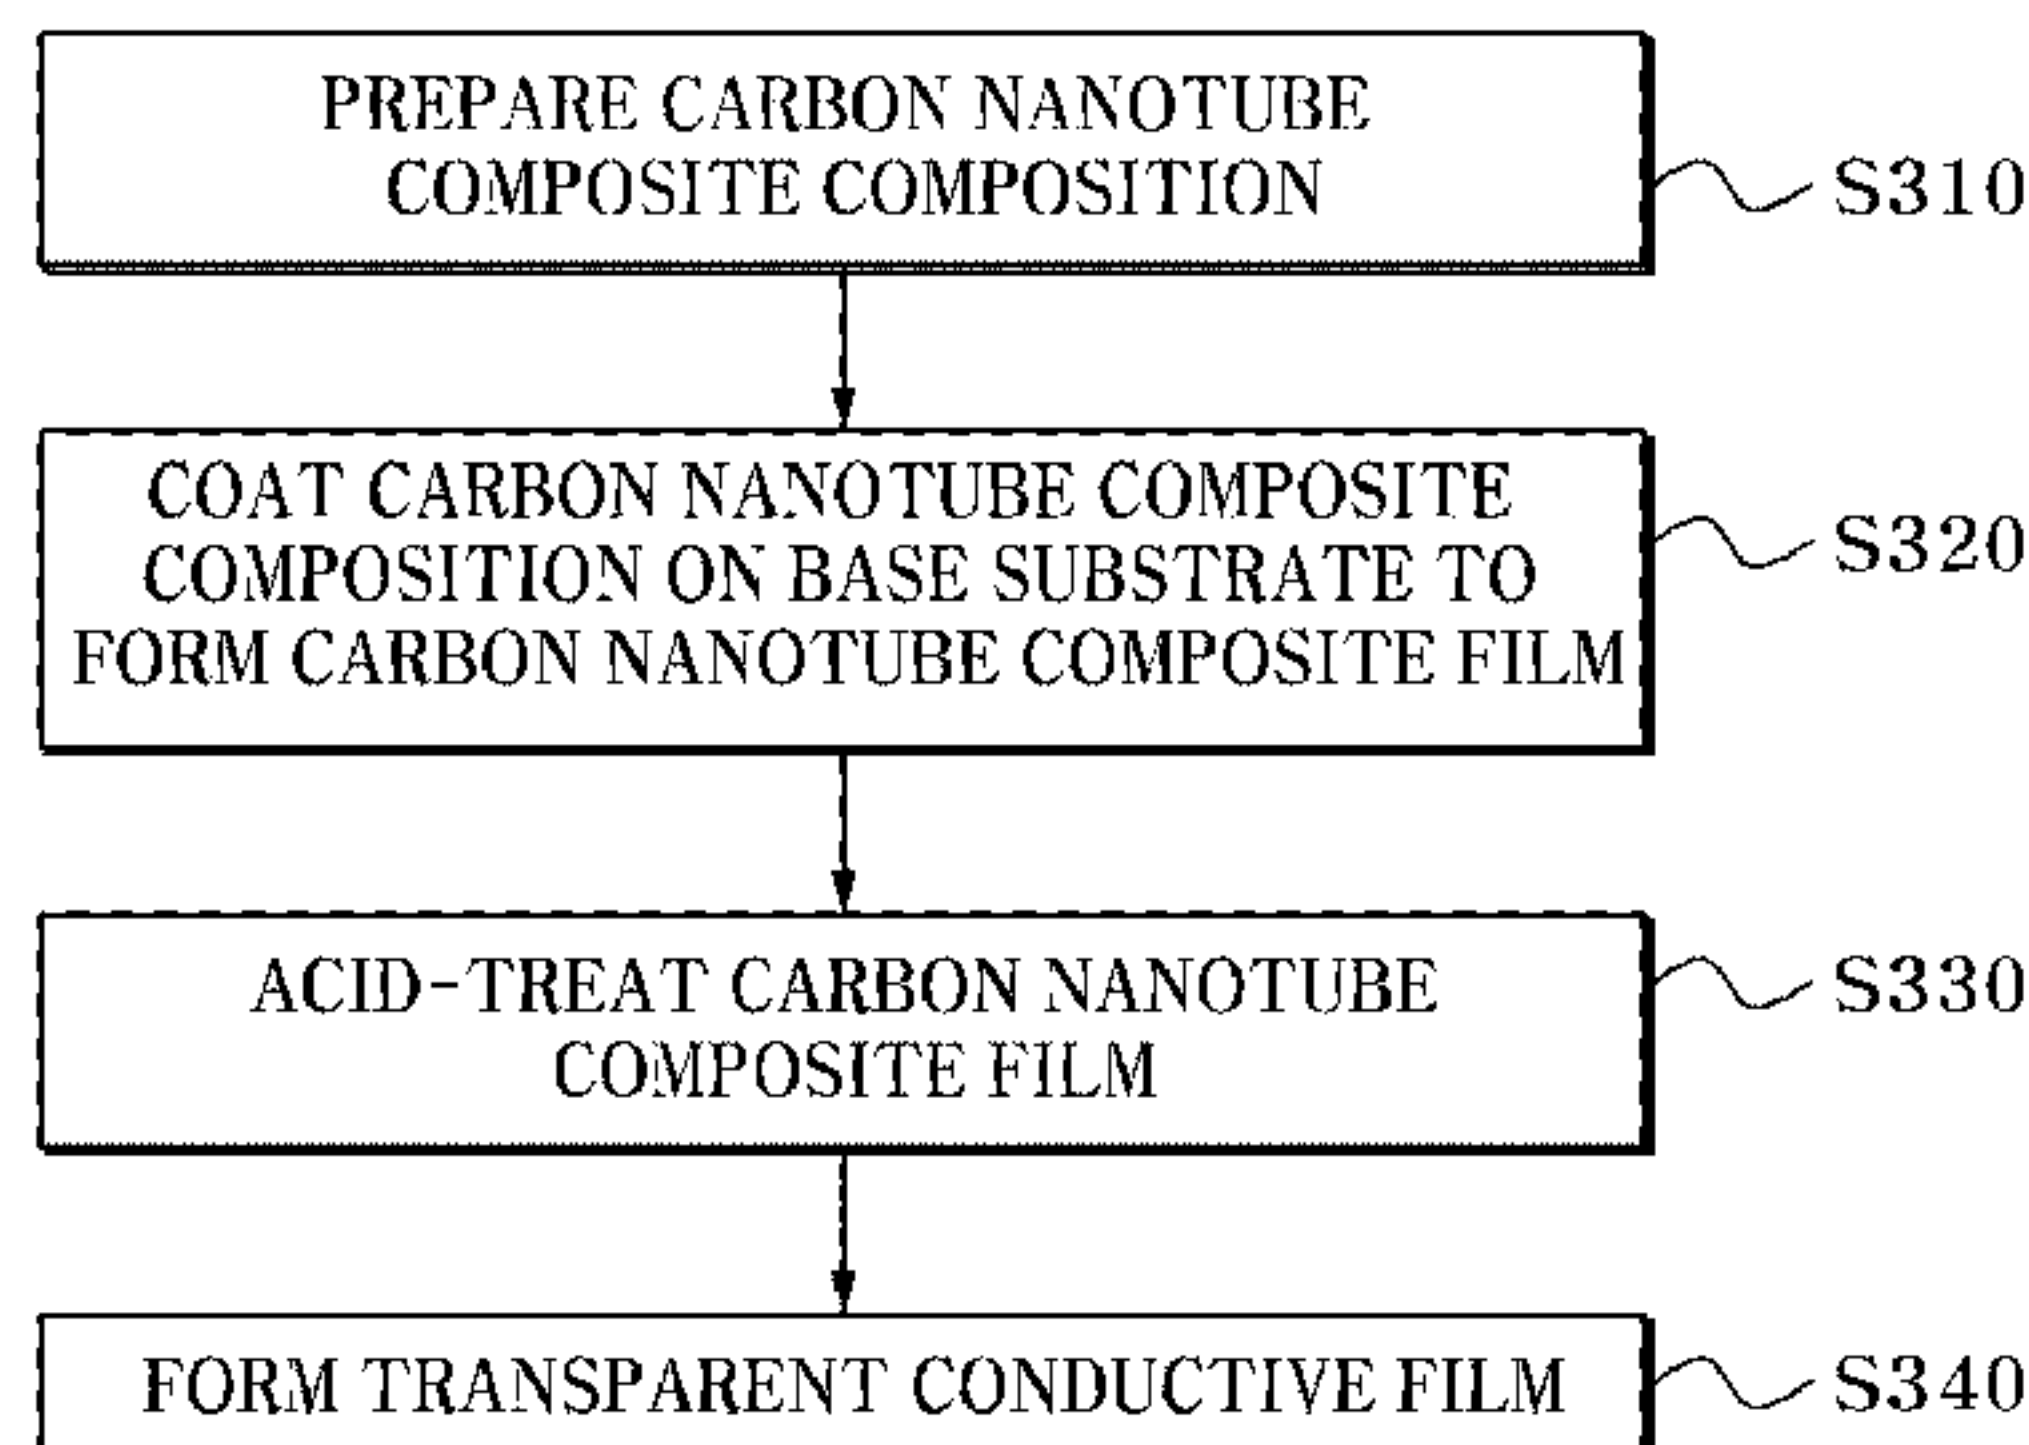 PREPARE CARBON NANOTUBE
COMPOSITE COMPOSITION
S310
COAT CARBON NANOTUBE COMPOSITE
COMPOSITION ON BASE SUBSTRATE TO
FORM CARBON NANOTUBE COMPOSITE FILM
S320
ACID-TREAT CARBON NANOTUBE
COMPOSITE FILM
S330
FORM TRANSPARENT CONDUCTIVE FILM
S340